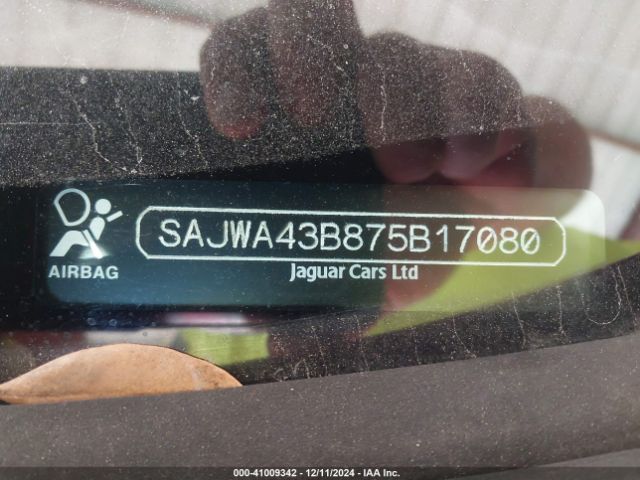 SAJWA43B875B17080
AIRBAG
Jaguar Cars Ltd
000-41009342 - 12/11/2024 - IAA Inc.